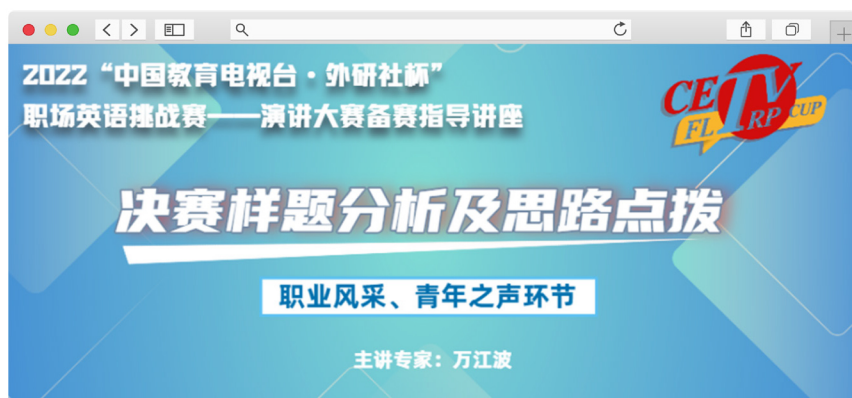 2022“中国教育电视台·外研社杯”
职场英语挑战赛——演讲大赛备赛指导讲座
CETV
FLTRP CUP
决赛样题分析及思路点拨
职业风采、青年之声环节
主讲专家：万江波